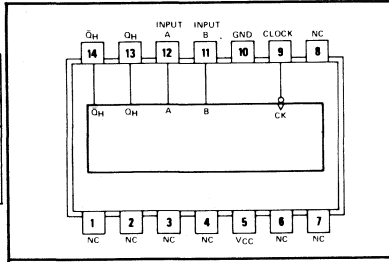 INPUT INPUT
Q̄H QH A B GND CLOCK NC
14 13 12 11 10 9 8
Q̄H QH A B CK
1 2 3 4 5 6 7
NC NC NC NC VCC NC NC